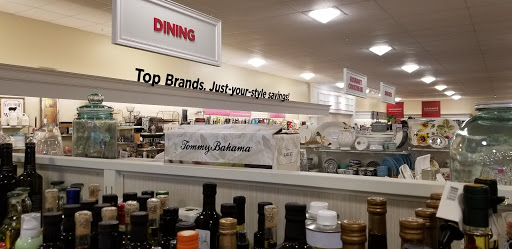 DINING
Top Brands. Just-your-style savings!
Tommy Bahama